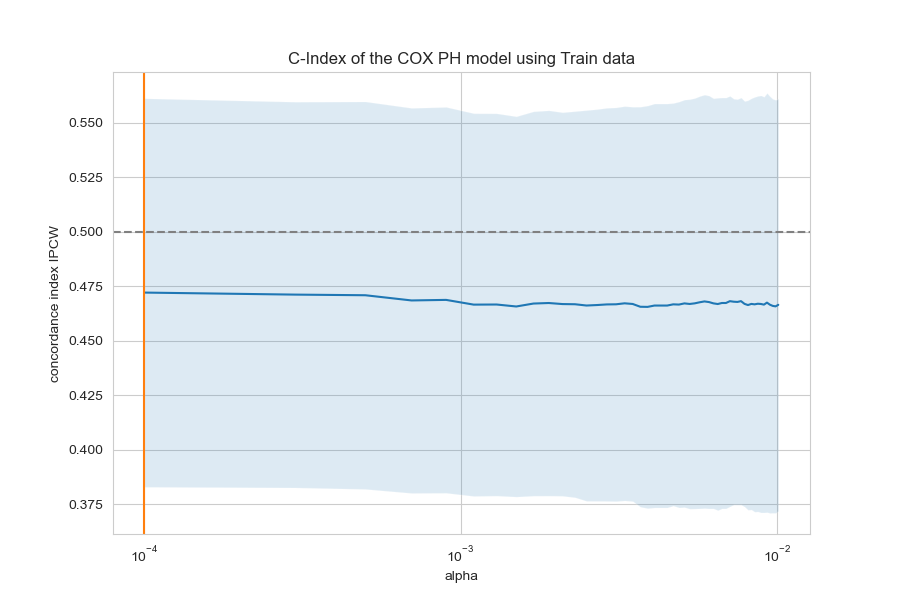 C-Index of the COX PH model using Train data
concordance index IPCW
0.550
0.525
0.500
0.475
0.450
0.425
0.400
0.375
10⁻⁴ 10⁻³ 10⁻²
alpha